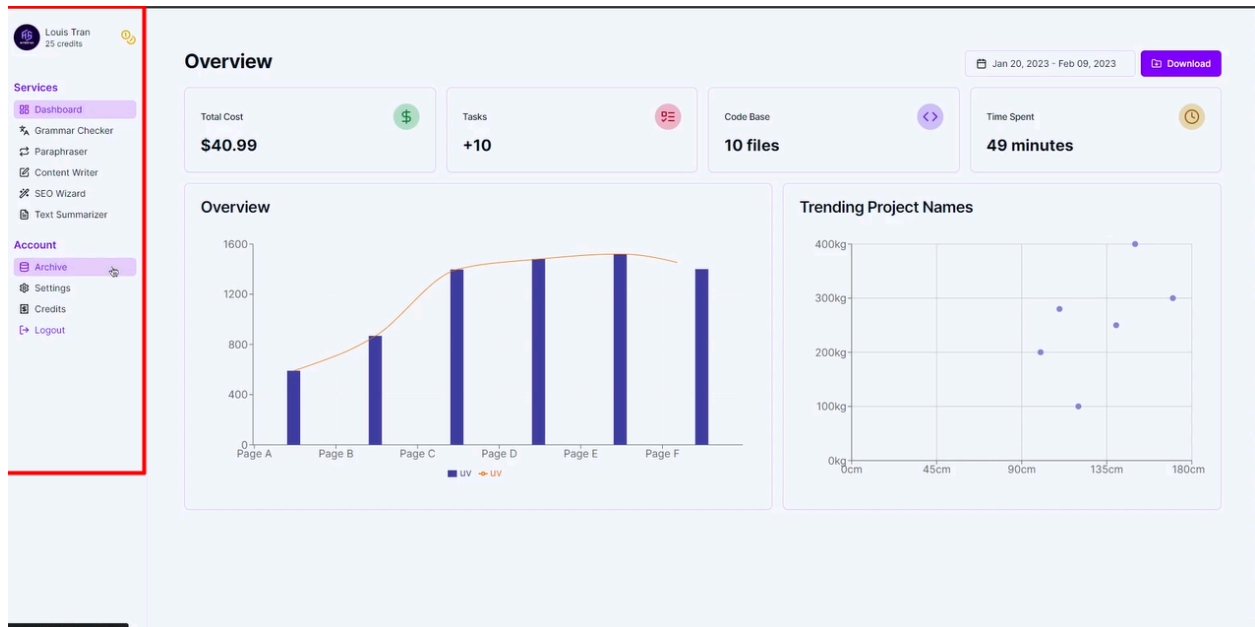 Louis Tran
25 credits
Services
Dashboard
Grammar Checker
Paraphraser
Content Writer
SEO Wizard
Text Summarizer
Account
Archive
Settings
Credits
Logout
Overview
Jan 20, 2023 - Feb 09, 2023
Download
Total Cost
$40.99
Tasks
+10
Code Base
10 files
Time Spent
49 minutes
Overview
1600
1200
800
400
0
Page A Page B Page C Page D Page E Page F
UV UV
Trending Project Names
400kg
300kg
200kg
100kg
0kg
0cm 45cm 90cm 135cm 180cm